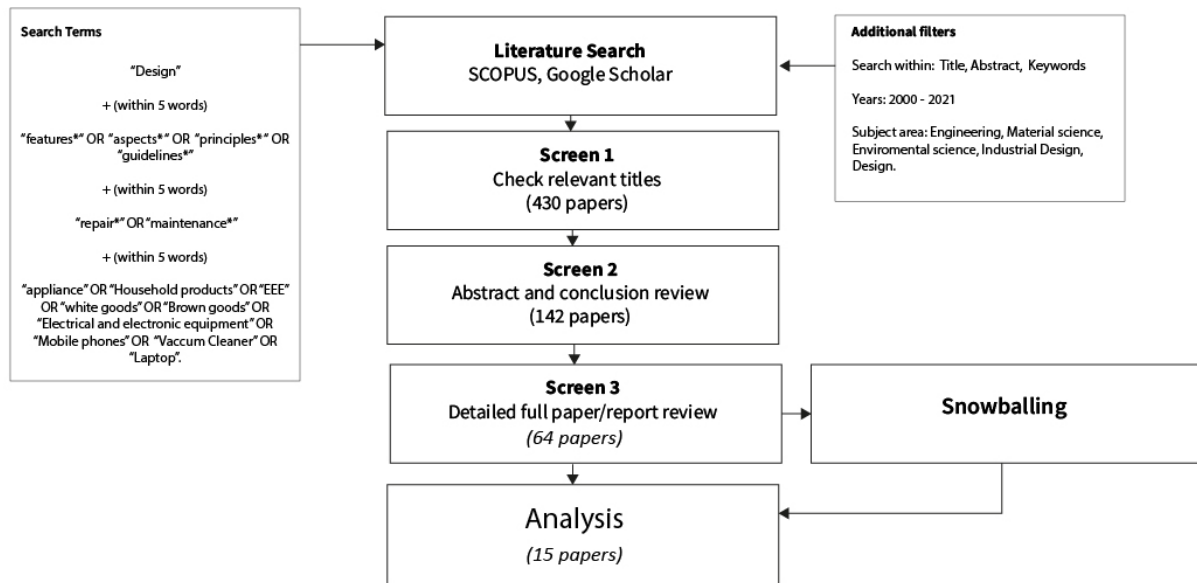 Search Terms
"Design"
+ (within 5 words)
"features*" OR "aspects*" OR "principles*" OR
"guidelines*"
+ (within 5 words)
"repair*" OR "maintenance*"
+ (within 5 words)
"appliance" OR "Household products" OR "EEE"
OR "white goods" OR "Brown goods" OR
"Electrical and electronic equipment" OR
"Mobile phones" OR "Vaccum Cleaner" OR
"Laptop".
Literature Search
SCOPUS, Google Scholar
Additional filters
Search within: Title, Abstract, Keywords
Years: 2000 - 2021
Subject area: Engineering, Material science,
Enviromental science, Industrial Design,
Design.
Screen 1
Check relevant titles
(430 papers)
Screen 2
Abstract and conclusion review
(142 papers)
Screen 3
Detailed full paper/report review
(64 papers)
Snowballing
Analysis
(15 papers)